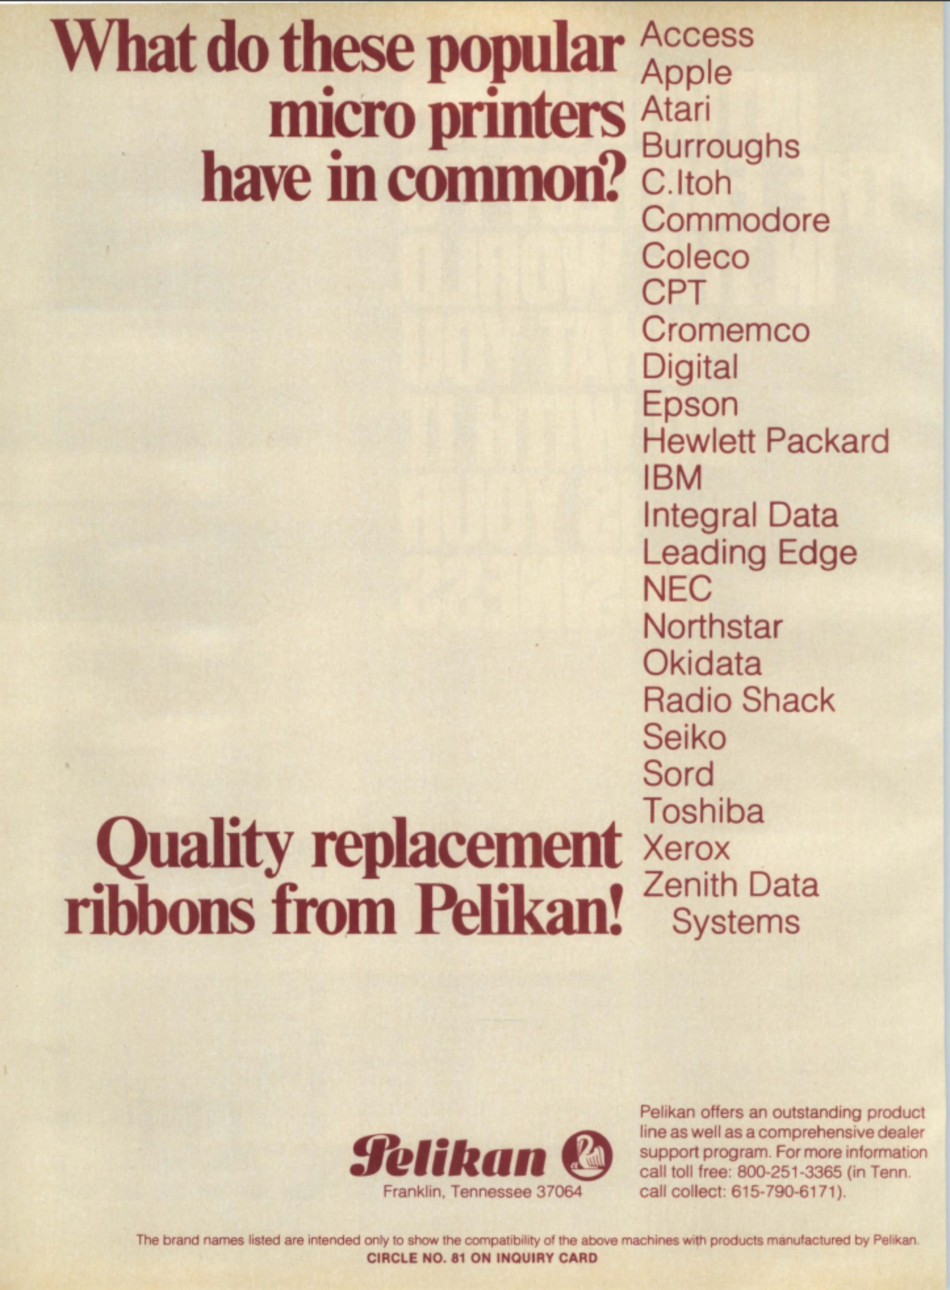 What do these popular
micro printers
have in common?
Access
Apple
Atari
Burroughs
C.Itoh
Commodore
Coleco
CPT
Cromemco
Digital
Epson
Hewlett Packard
IBM
Integral Data
Leading Edge
NEC
Northstar
Okidata
Radio Shack
Seiko
Sord
Toshiba
Xerox
Zenith Data
Systems
Quality replacement
ribbons from Pelikan!
Pelikan
Franklin, Tennessee 37064
Pelikan offers an outstanding product
line as well as a comprehensive dealer
support program. For more information
call toll free: 800-251-3365 (in Tenn.
call collect: 615-790-6171).
The brand names listed are intended only to show the compatibility of the above machines with products manufactured by Pelikan.
CIRCLE NO. 81 ON INQUIRY CARD